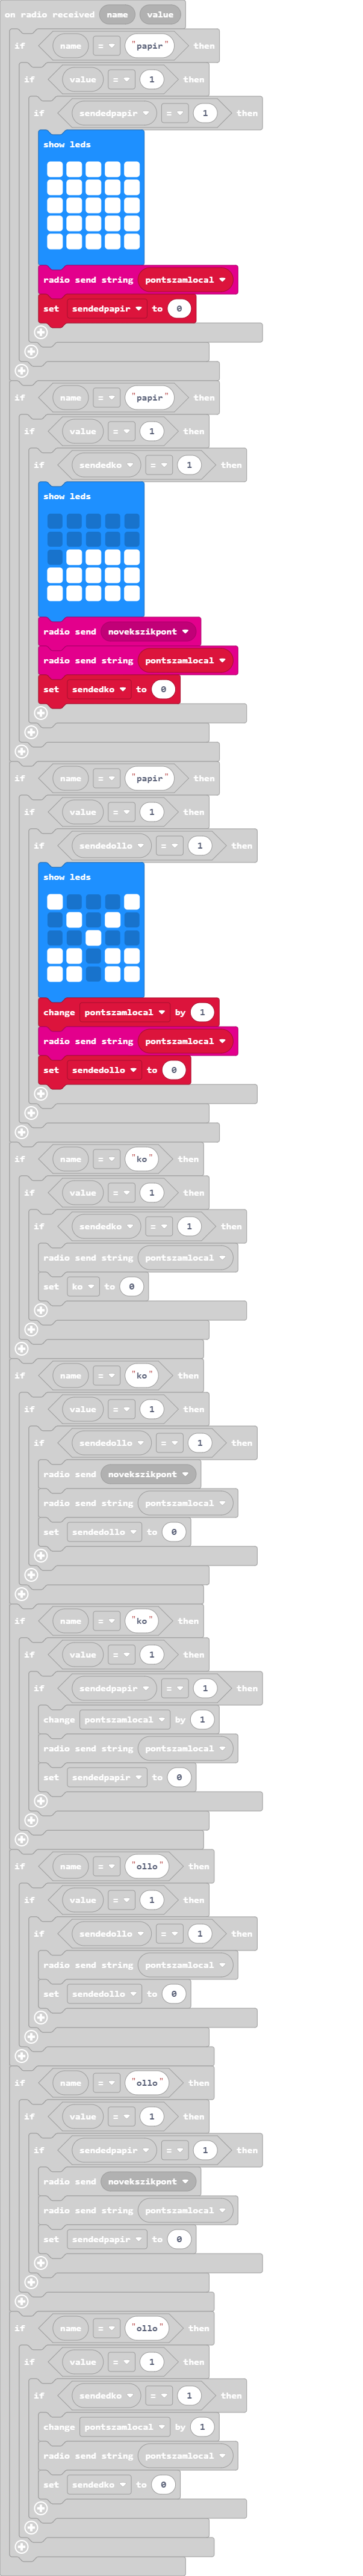 on radio received name value
if name = "papir" then
if value = 1 then
if sendedpapir = 1 then
show leds
radio send string pontszamlocal
set sendedpapir to 0
if name = "papir" then
if value = 1 then
if sendedko = 1 then
show leds
radio send novekszikpont
radio send string pontszamlocal
set sendedko to 0
if name = "papir" then
if value = 1 then
if sendedollo = 1 then
show leds
change pontszamlocal by 1
radio send string pontszamlocal
set sendedollo to 0
if name = "ko" then
if value = 1 then
if sendedko = 1 then
radio send string pontszamlocal
set ko to 0
if name = "ko" then
if value = 1 then
if sendedollo = 1 then
radio send novekszikpont
radio send string pontszamlocal
set sendedollo to 0
if name = "ko" then
if value = 1 then
if sendedpapir = 1 then
change pontszamlocal by 1
radio send string pontszamlocal
set sendedpapir to 0
if name = "ollo" then
if value = 1 then
if sendedollo = 1 then
radio send string pontszamlocal
set sendedollo to 0
if name = "ollo" then
if value = 1 then
if sendedpapir = 1 then
radio send novekszikpont
radio send string pontszamlocal
set sendedpapir to 0
if name = "ollo" then
if value = 1 then
if sendedko = 1 then
change pontszamlocal by 1
radio send string pontszamlocal
set sendedko to 0